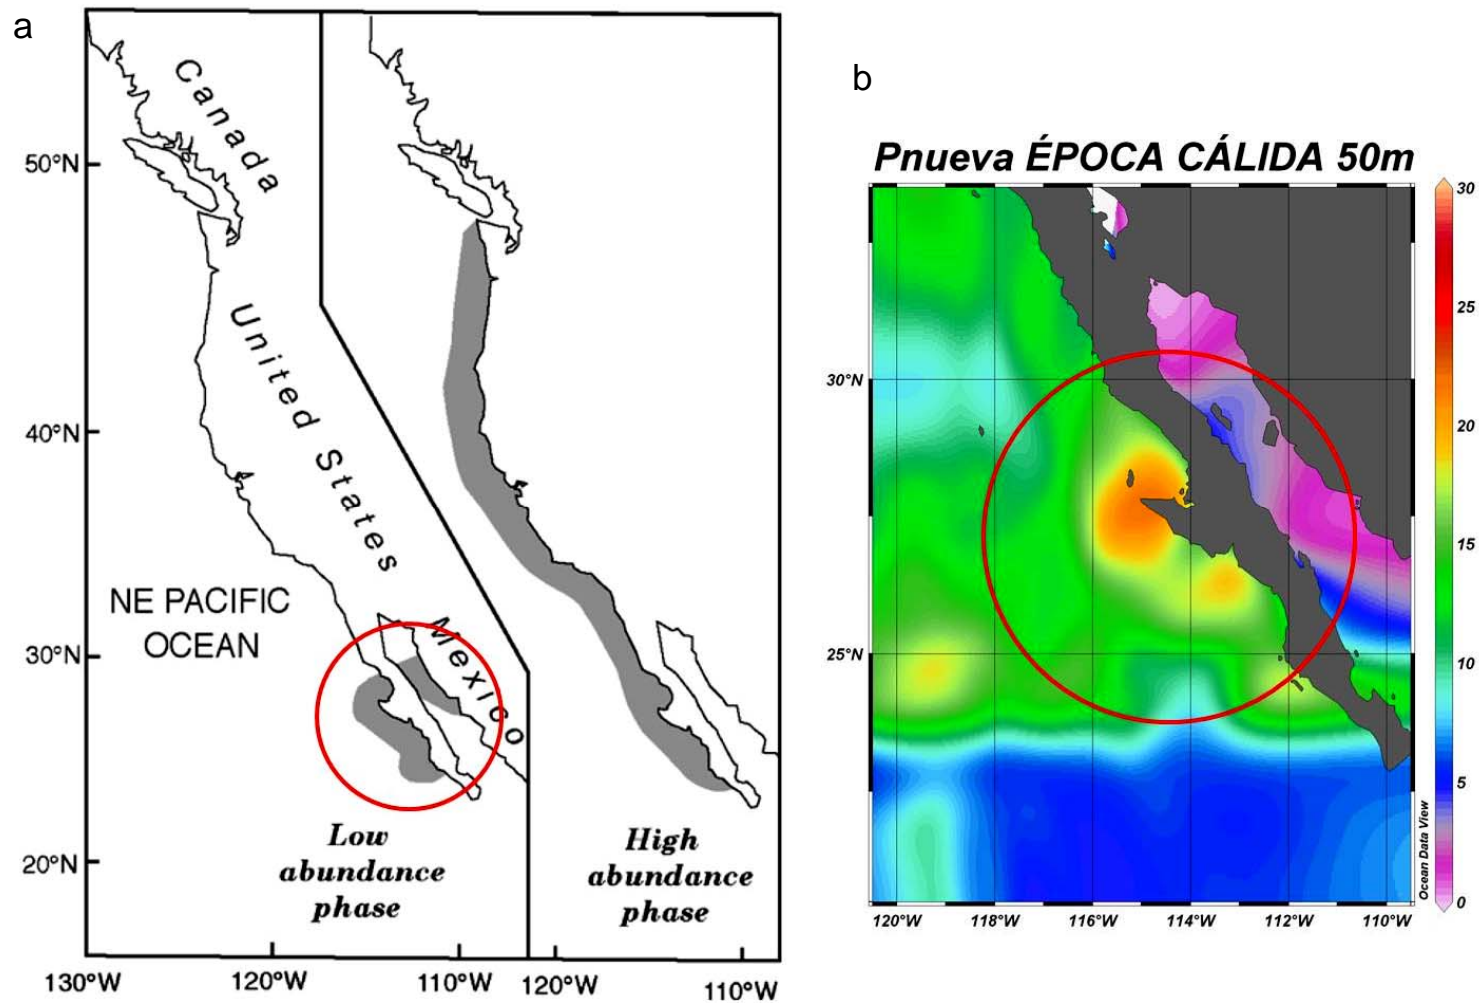 a
Canada
50°N
United States
40°N
NE PACIFIC
OCEAN
30°N
Mexico
20°N
Low
abundance
phase
High
abundance
phase
130°W
120°W
110°W
120°W
110°W
b
Pnueva ÉPOCA CÁLIDA 50m
30°N
25°N
120°W
118°W
116°W
114°W
112°W
110°W
30
25
20
15
10
5
0
Ocean Data View